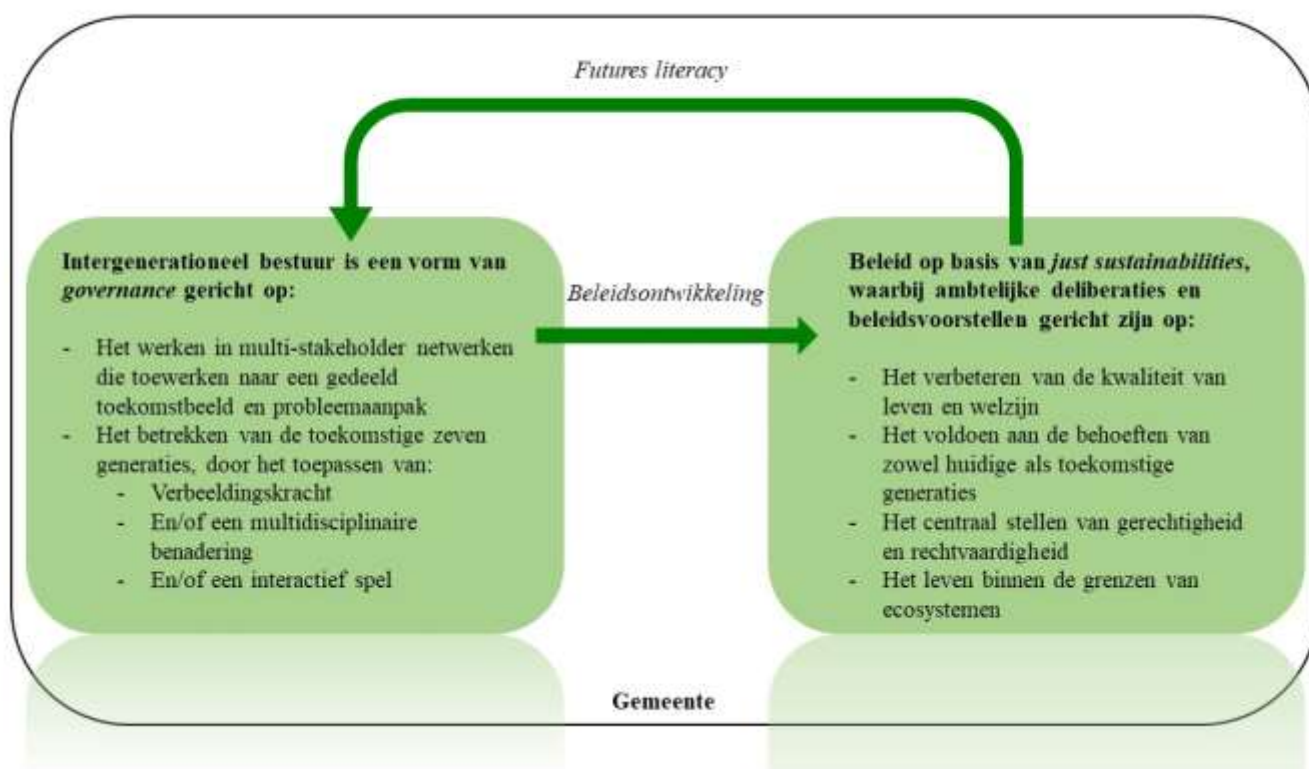 Futures literacy
Intergenerationeel bestuur is een vorm van
governance gericht op:
- Het werken in multi-stakeholder netwerken
die toewerken naar een gedeeld
toekomstbeeld en probleemaanpak
- Het betrekken van de toekomstige zeven
generaties, door het toepassen van:
- Verbeeldingskracht
- En/of een multidisciplinaire
benadering
- En/of een interactief spel
Beleidsontwikkeling
Beleid op basis van just sustainabilities,
waarbij ambtelijke deliberaties en
beleidsvoorstellen gericht zijn op:
- Het verbeteren van de kwaliteit van
leven en welzijn
- Het voldoen aan de behoeften van
zowel huidige als toekomstige
generaties
- Het centraal stellen van gerechtigheid
en rechtvaardigheid
- Het leven binnen de grenzen van
ecosystemen
Gemeente